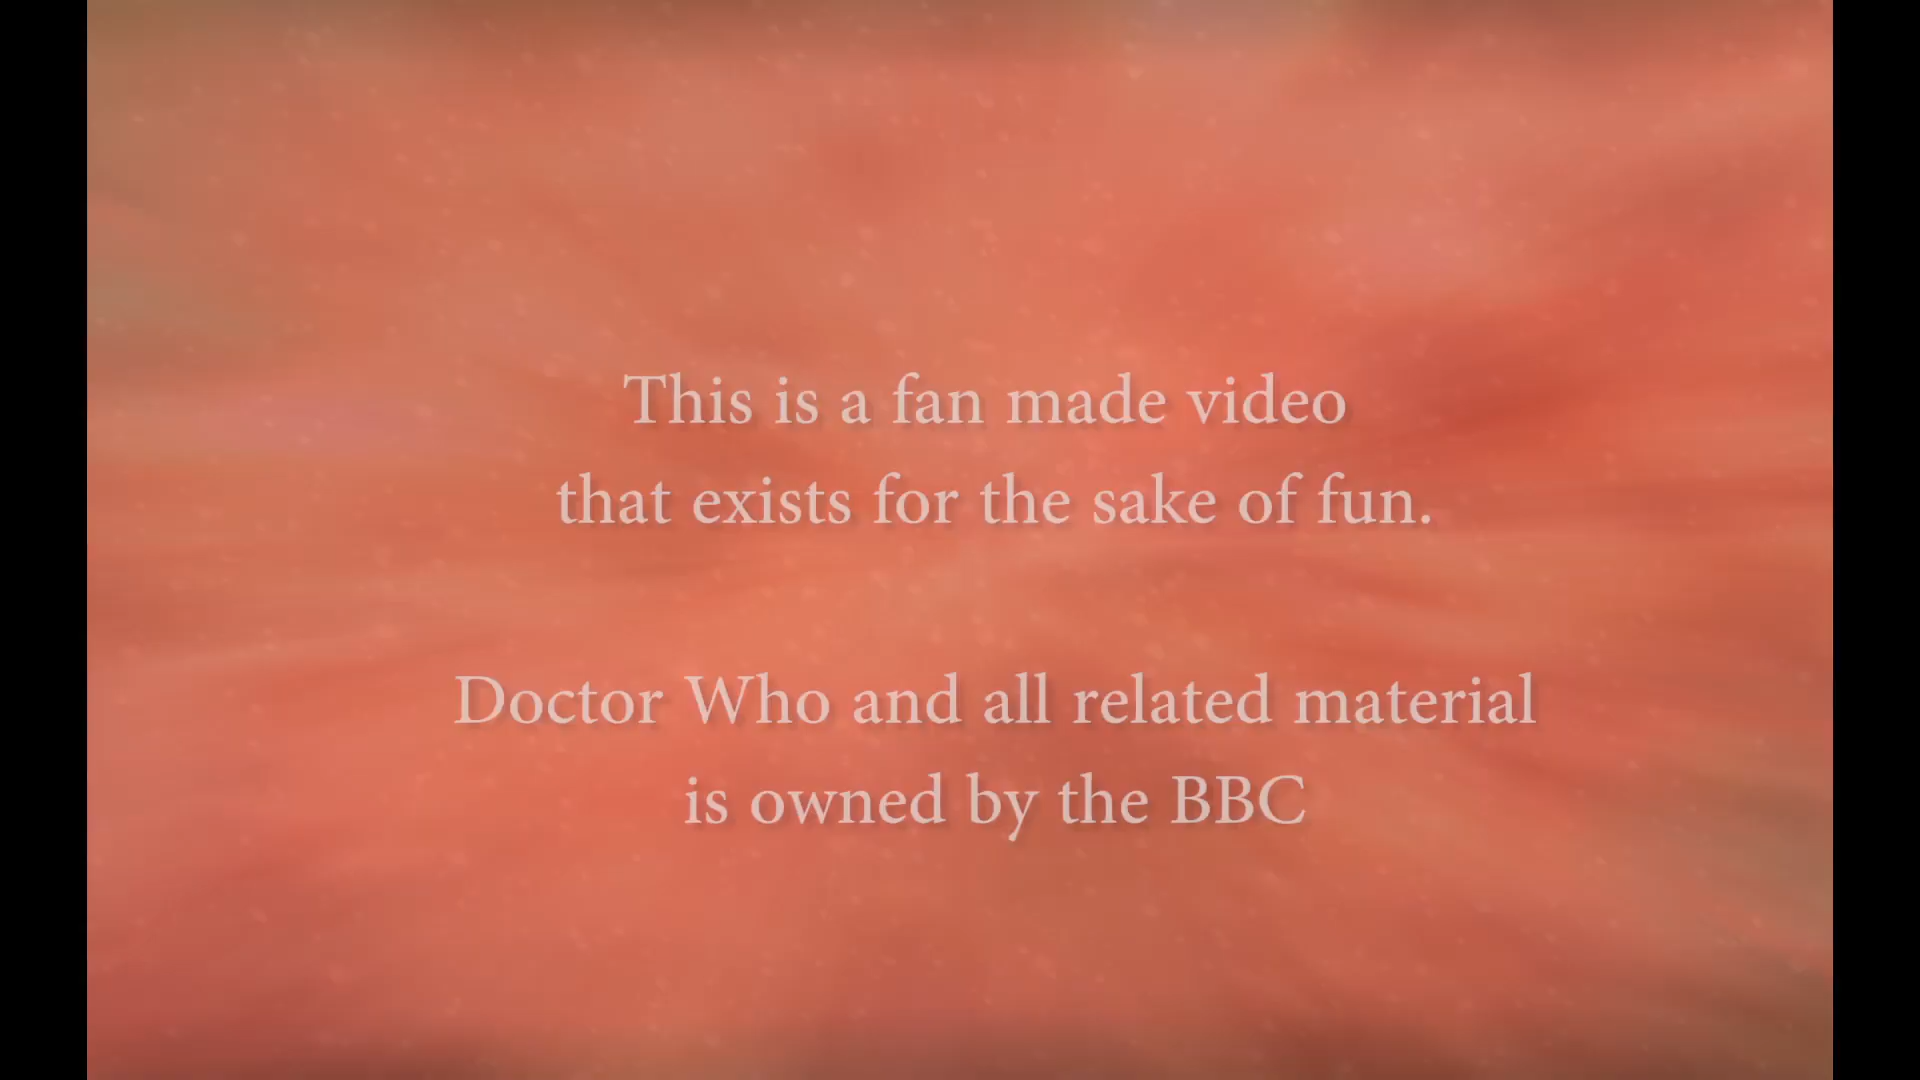 This is a fan made video
that exists for the sake of fun.
Doctor Who and all related material
is owned by the BBC